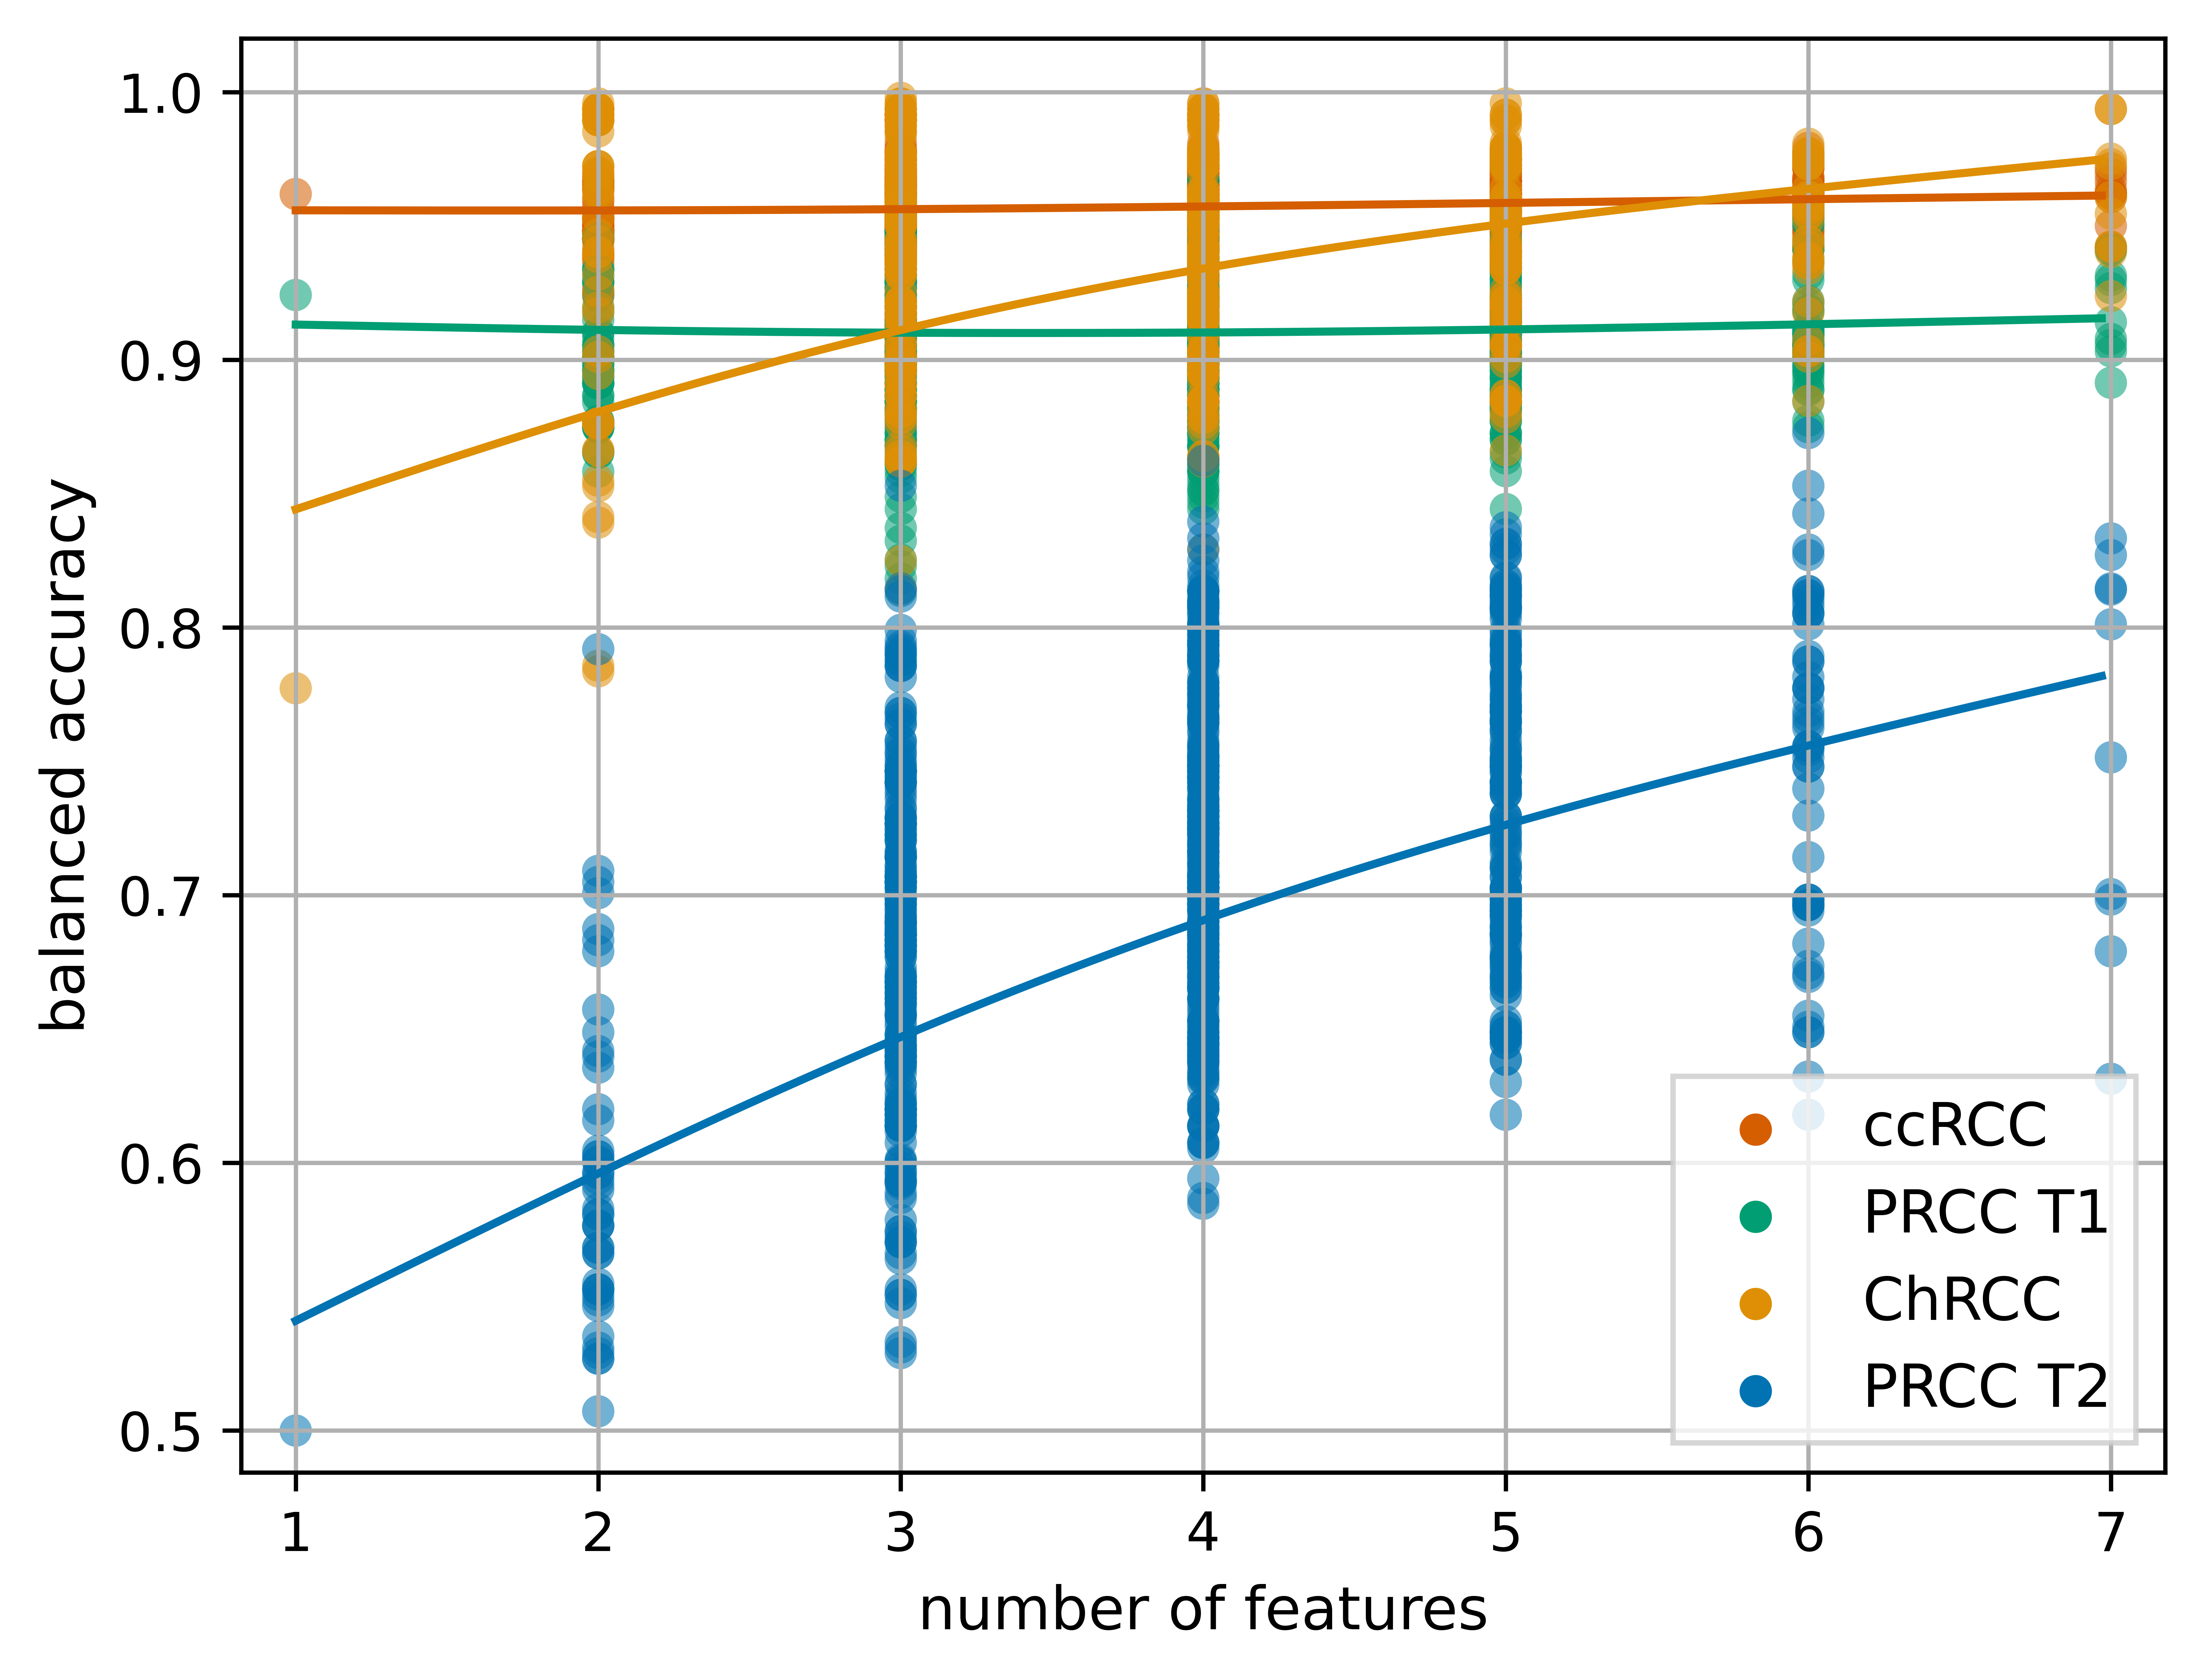 1.0
0.9
0.8
0.7
0.6
0.5
balanced accuracy
ccRCC
PRCC T1
ChRCC
PRCC T2
1 2 3 4 5 6 7
number of features